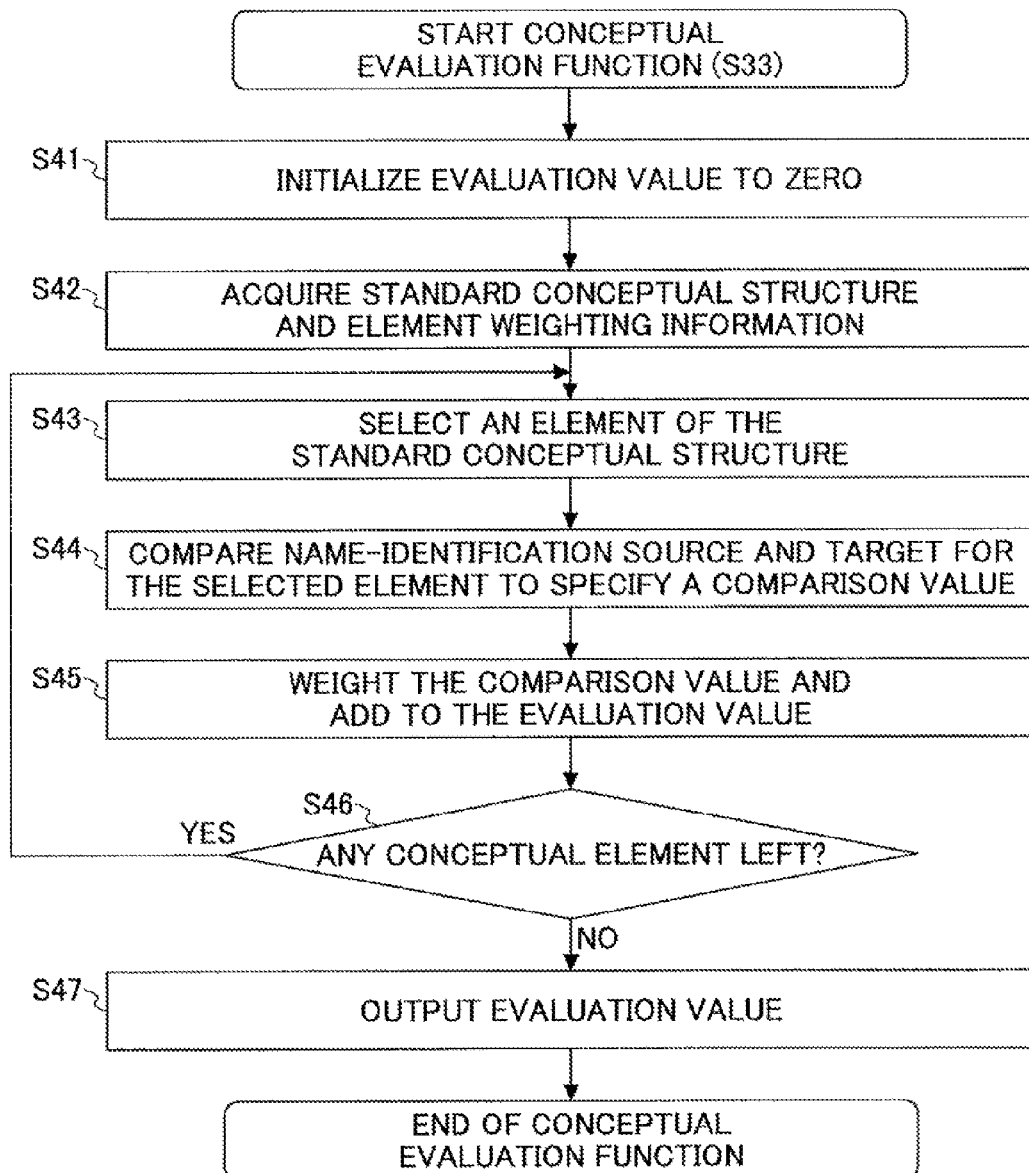 START CONCEPTUAL
EVALUATION FUNCTION (S33)
S41
INITIALIZE EVALUATION VALUE TO ZERO
S42
ACQUIRE STANDARD CONCEPTUAL STRUCTURE
AND ELEMENT WEIGHTING INFORMATION
S43
SELECT AN ELEMENT OF THE
STANDARD CONCEPTUAL STRUCTURE
S44
COMPARE NAME-IDENTIFICATION SOURCE AND TARGET FOR
THE SELECTED ELEMENT TO SPECIFY A COMPARISON VALUE
S45
WEIGHT THE COMPARISON VALUE AND
ADD TO THE EVALUATION VALUE
S46
YES
ANY CONCEPTUAL ELEMENT LEFT?
NO
S47
OUTPUT EVALUATION VALUE
END OF CONCEPTUAL
EVALUATION FUNCTION